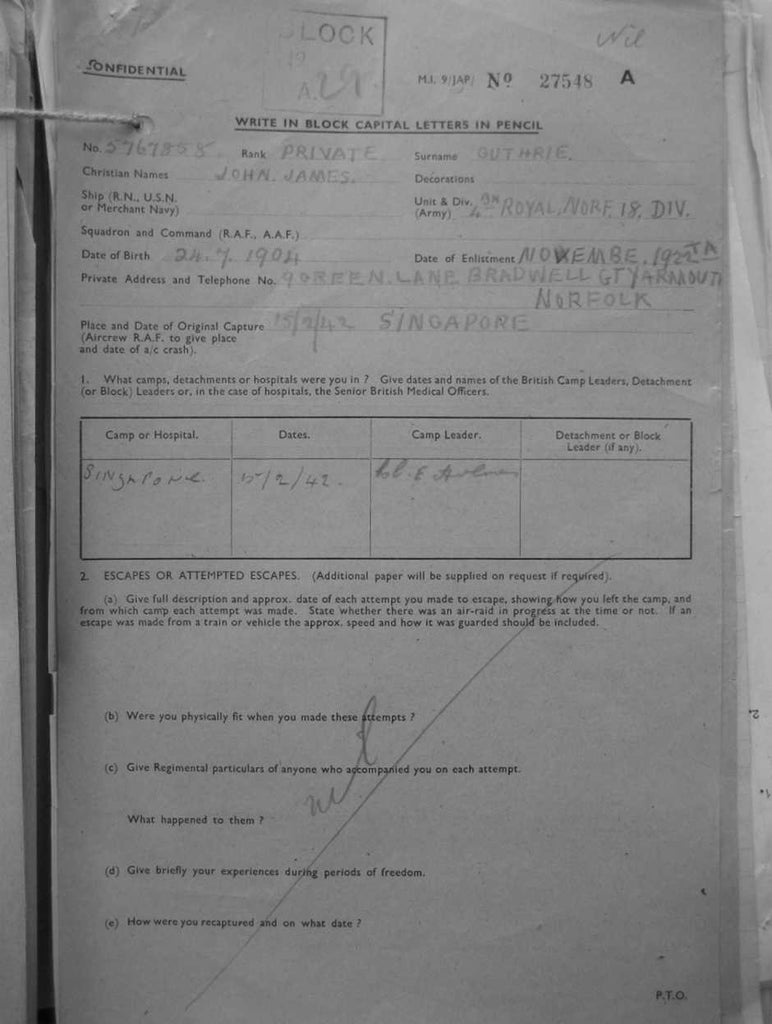 BLOCK
19
A.29.
Nil
CONFIDENTIAL
M.I. 9/JAP/ No 27548 A
WRITE IN BLOCK CAPITAL LETTERS IN PENCIL
No. 5767858 Rank PRIVATE Surname GUTHRIE.
Christian Names JOHN. JAMES. Decorations
Ship (R.N., U.S.N. or Merchant Navy)
Unit & Div. (Army) 4TH ROYAL. NORF. 18. DIV.
Squadron and Command (R.A.F., A.A.F.)
Date of Birth 24. 7. 1904 Date of Enlistment NOVEMBE. 1922 TA
Private Address and Telephone No. 9 GREEN. LANE BRADWELL GT YARMOUTH
NORFOLK
Place and Date of Original Capture 15/2/42 SINGAPORE
(Aircrew R.A.F. to give place
and date of a/c crash).
1. What camps, detachments or hospitals were you in ? Give dates and names of the British Camp Leaders, Detachment
(or Block) Leaders or, in the case of hospitals, the Senior British Medical Officers.
Camp or Hospital. Dates. Camp Leader. Detachment or Block
Leader (if any).
SINGAPORE. 15/2/42. Col. E Holmes
2. ESCAPES OR ATTEMPTED ESCAPES. (Additional paper will be supplied on request if required).
(a) Give full description and approx. date of each attempt you made to escape, showing how you left the camp, and
from which camp each attempt was made. State whether there was an air-raid in progress at the time or not. If an
escape was made from a train or vehicle the approx. speed and how it was guarded should be included.
(b) Were you physically fit when you made these attempts ?
(c) Give Regimental particulars of anyone who accompanied you on each attempt.
nil
What happened to them ?
(d) Give briefly your experiences during periods of freedom.
(e) How were you recaptured and on what date ?
P.T.O.